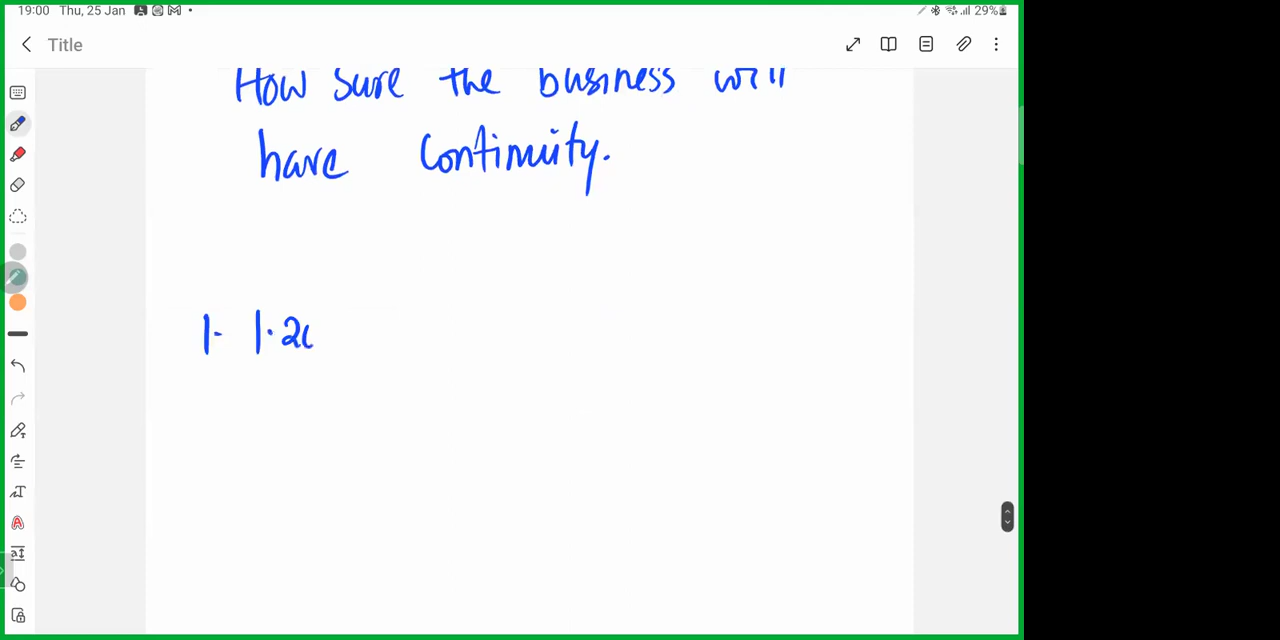 19:00 Thu, 25 Jan 29%
Title
How sure the business will
have continuity.
1. 1.2